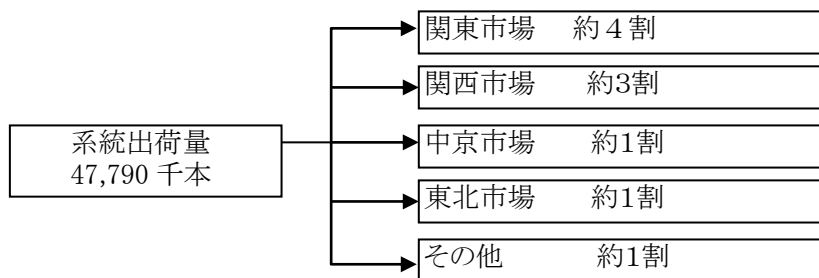 関東市場　約４割
関西市場　約3割
系統出荷量
47,790 千本
中京市場　約1割
東北市場　約1割
その他　約1割